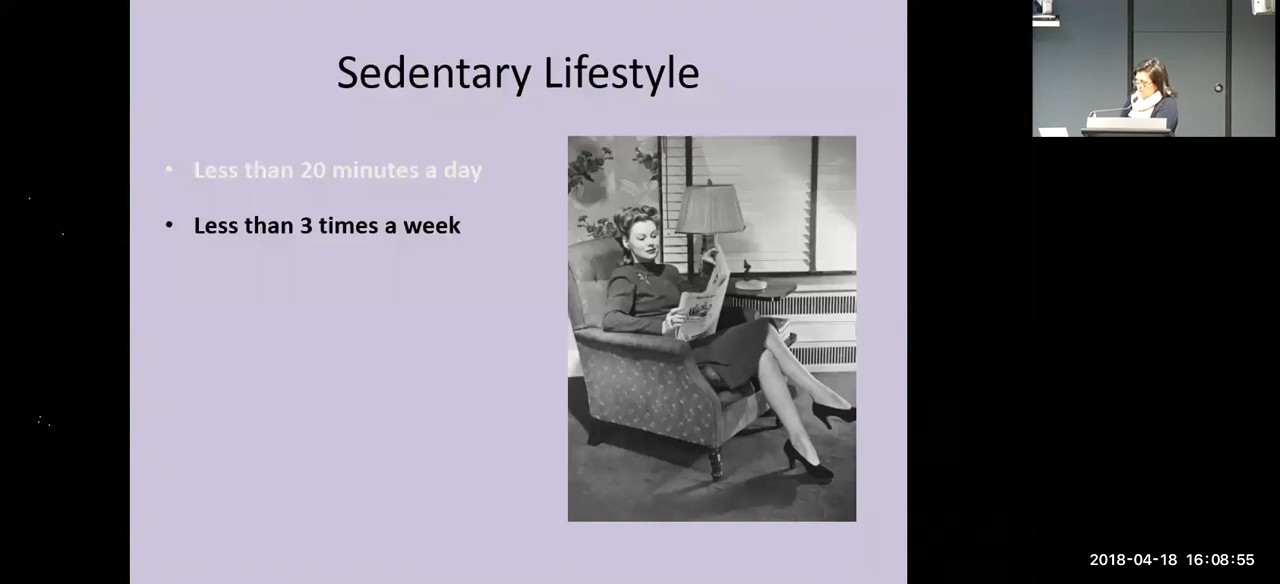 Sedentary Lifestyle
• Less than 20 minutes a day
• Less than 3 times a week
2018-04-18 16:08:55